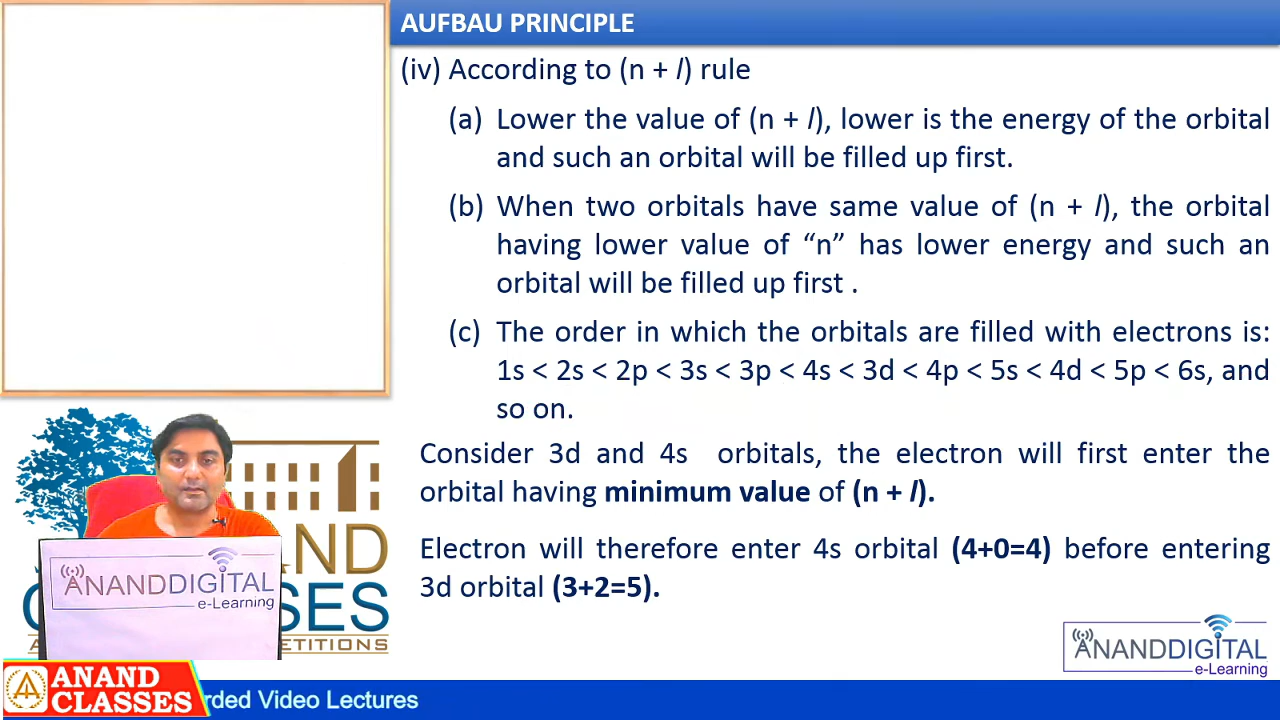 AUFBAU PRINCIPLE
(iv) According to (n + l) rule
(a) Lower the value of (n + l), lower is the energy of the orbital
and such an orbital will be filled up first.
(b) When two orbitals have same value of (n + l), the orbital
having lower value of “n” has lower energy and such an
orbital will be filled up first .
(c) The order in which the orbitals are filled with electrons is:
1s < 2s < 2p < 3s < 3p < 4s < 3d < 4p < 5s < 4d < 5p < 6s, and
so on.
Consider 3d and 4s orbitals, the electron will first enter the
orbital having minimum value of (n + l).
Electron will therefore enter 4s orbital (4+0=4) before entering
3d orbital (3+2=5).
ANANDDIGITAL
e-Learning
ANANDDIGITAL
e-Learning
ANAND
CLASSES
Video Lectures